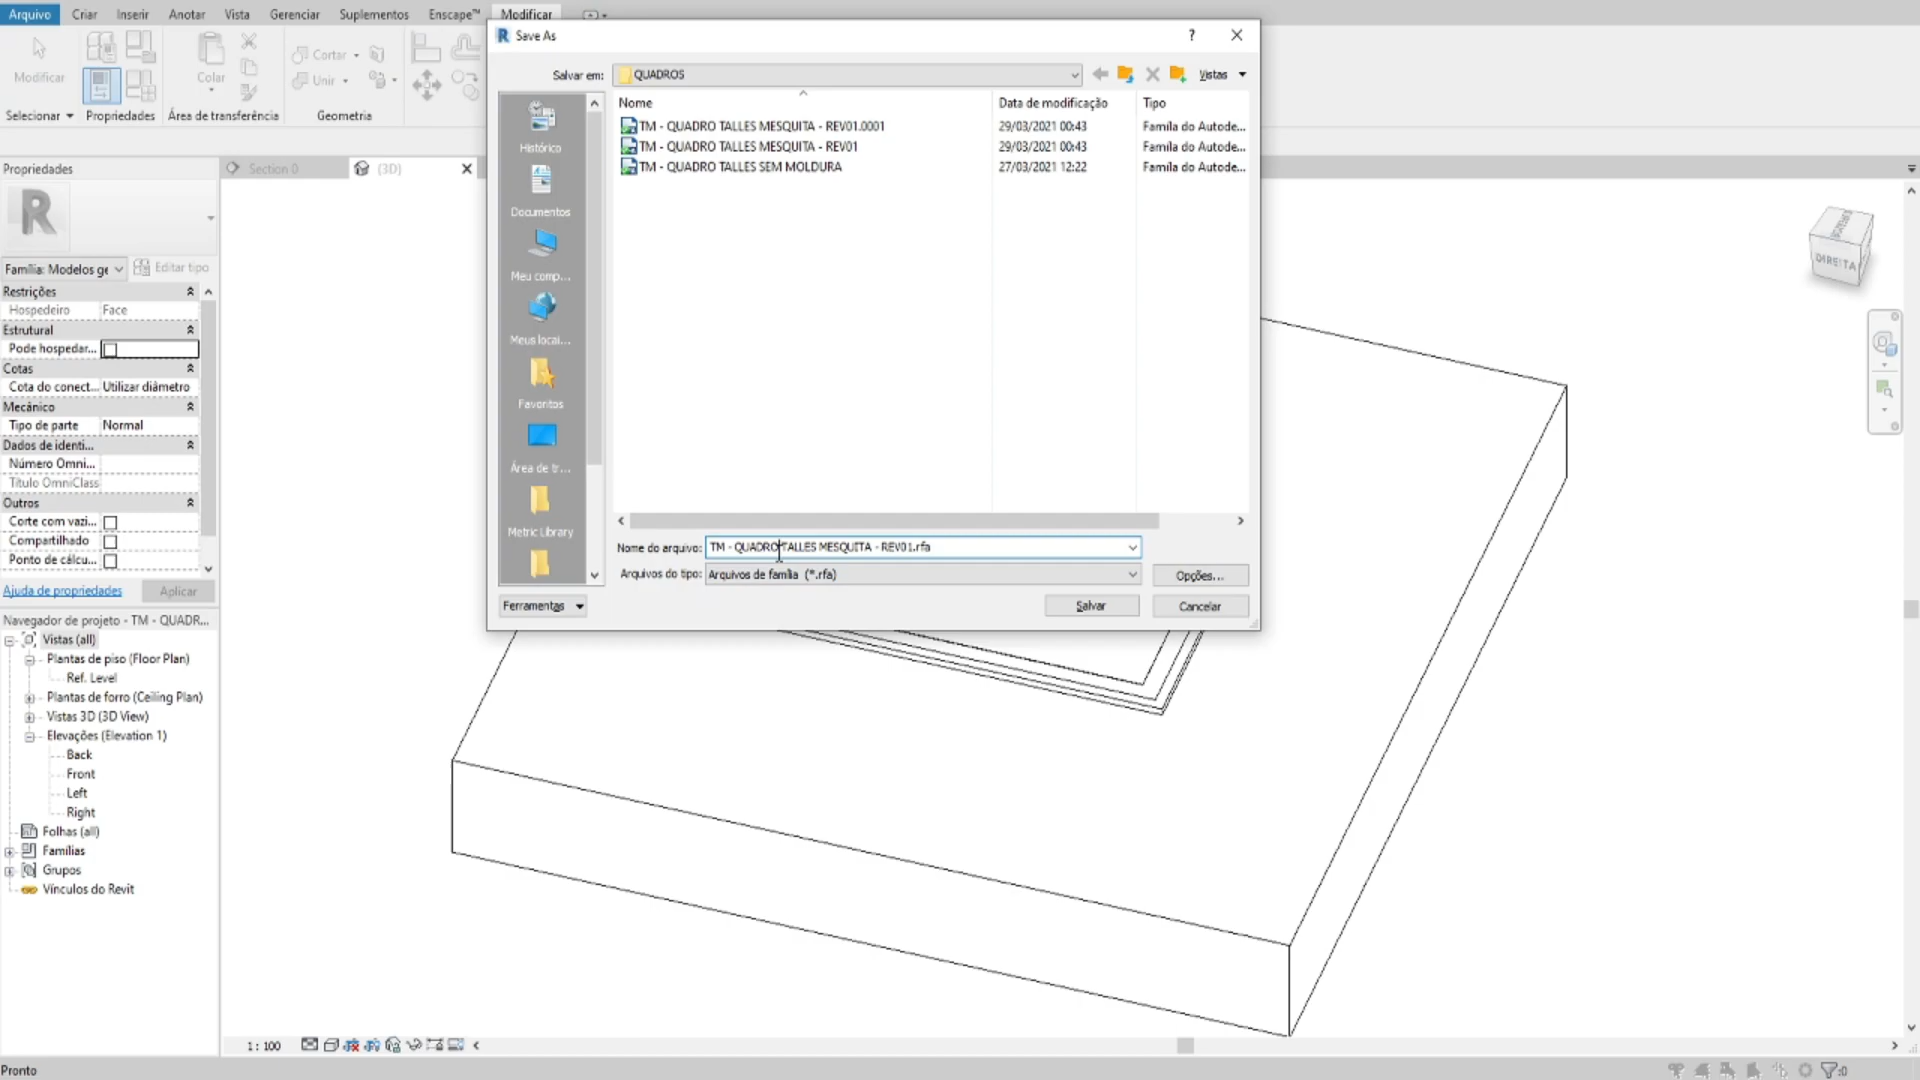 Arquivo Criar Inserir Anotar Vista Gerenciar Suplementos Enscape™ Modificar
Modificar
Colar
Cortar
Unir
Selecionar Propriedades Área de transferência Geometria
Propriedades
Section 0
(3D)
R
Família: Modelos ge
Editar tipo
Restrições
Hospedeiro Face
Estrutural
Pode hospedar...
Cotas
Cota do conect... Utilizar diâmetro
Mecânico
Tipo de parte Normal
Dados de identi...
Número Omni...
Título OmniClass
Outros
Corte com vazi...
Compartilhado
Ponto de cálcu...
Ajuda de propriedades Aplicar
Navegador de projeto - TM - QUADR...
Vistas (all)
Plantas de piso (Floor Plan)
Ref. Level
Plantas de forro (Ceiling Plan)
Vistas 3D (3D View)
Elevações (Elevation 1)
Back
Front
Left
Right
Folhas (all)
Famílias
Grupos
Vínculos do Revit
Pronto
R Save As
?
Salvar em: QUADROS Vistas
Histórico
Documentos
Meu comp...
Meus locai...
Favoritos
Área de tr...
Metric Library
Nome Data de modificação Tipo
TM - QUADRO TALLES MESQUITA - REV01.0001 29/03/2021 00:43 Família do Autode...
TM - QUADRO TALLES MESQUITA - REV01 29/03/2021 00:43 Família do Autode...
TM - QUADRO TALLES SEM MOLDURA 27/03/2021 12:22 Família do Autode...
Nome do arquivo: TM - QUADRO TALLES MESQUITA - REV01.rfa
Arquivos do tipo: Arquivos de família (*.rfa) Opções...
Ferramentas Salvar Cancelar
DIREITA
1 : 100
:0